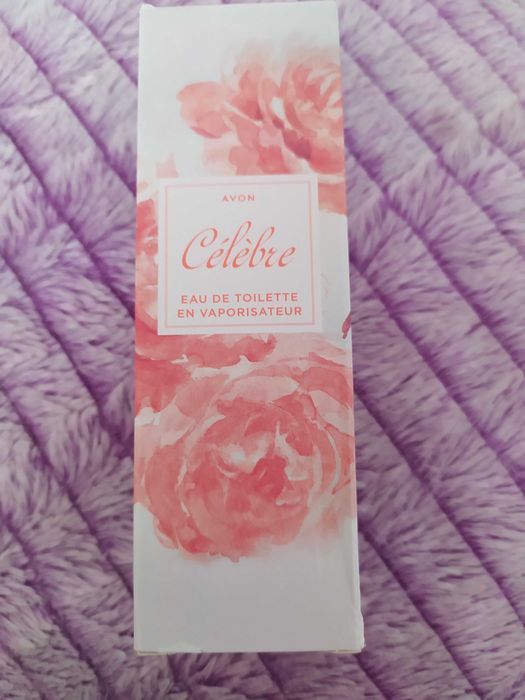 AVON
Célèbre
EAU DE TOILETTE
EN VAPORISATEUR